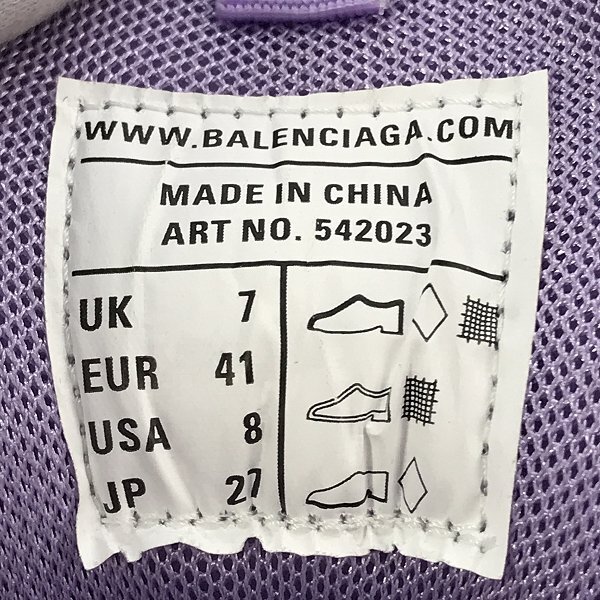 WWW.BALENCIAGA.COM
MADE IN CHINA
ART NO. 542023
UK 7
EUR 41
USA 8
JP 27